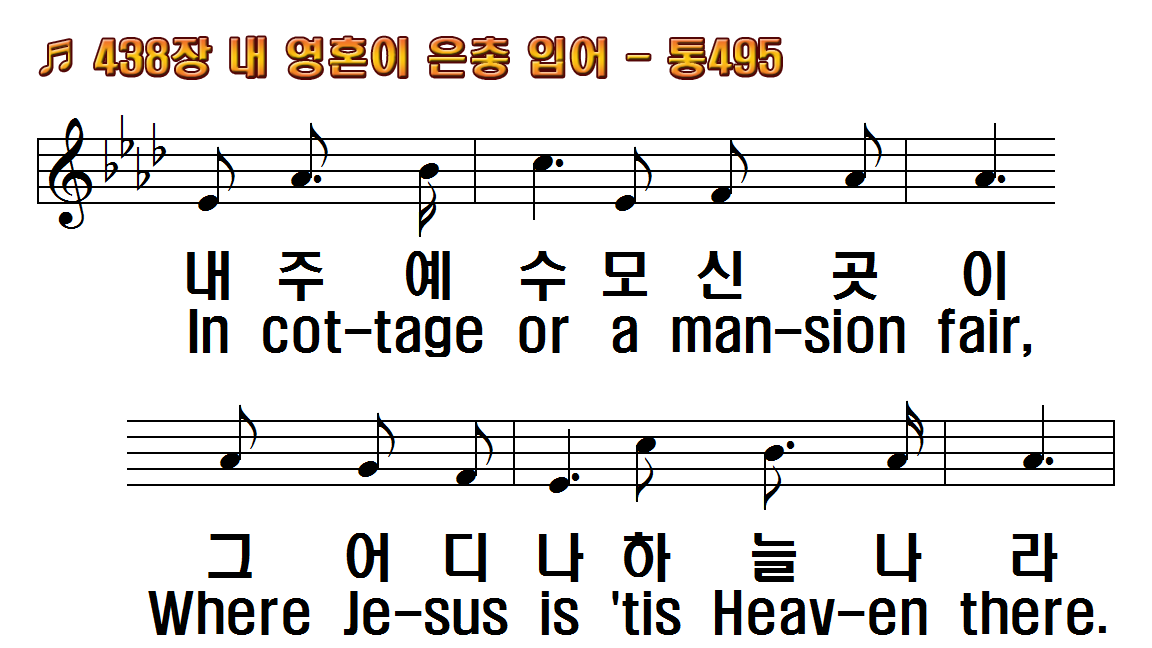 ♬ 438장 내 영혼이 은총 입어 - 통495
내 주 예 수 모 신 곳 이
In cot-tage or a man-sion fair,
그 어 디 나 하 늘 나 라
Where Je-sus is 'tis Heav-en there.